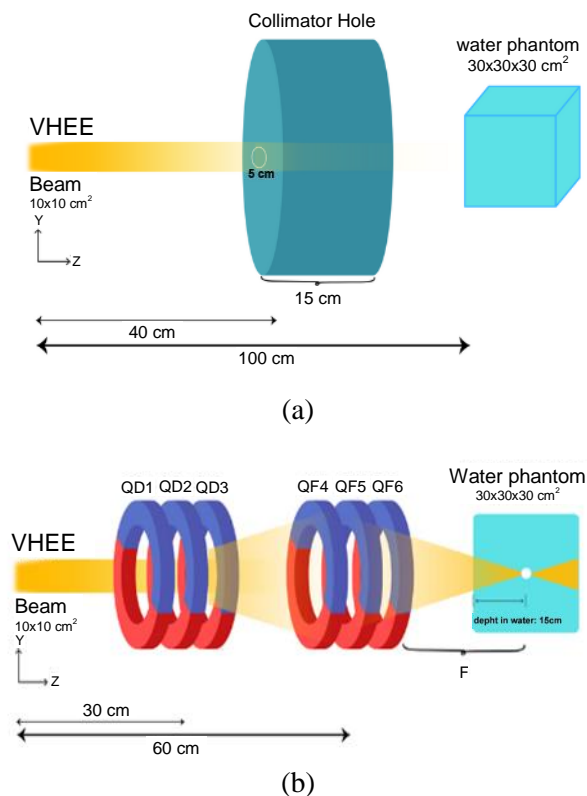 Collimator Hole
water phantom
30x30x30 cm²
VHEE
Beam
10x10 cm²
Y
Z
5 cm
15 cm
40 cm
100 cm
(a)
QD1 QD2 QD3
QF4 QF5 QF6
Water phantom
30x30x30 cm²
VHEE
Beam
10x10 cm²
Y
Z
depht in water: 15cm
F
30 cm
60 cm
(b)